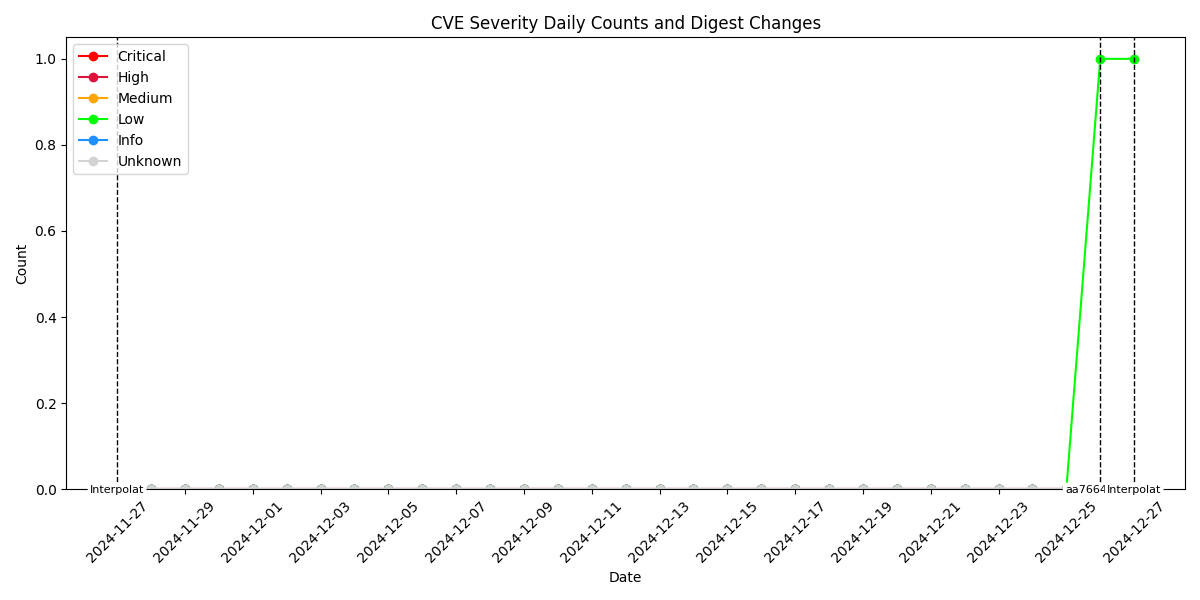 CVE Severity Daily Counts and Digest Changes
Critical
High
Medium
Low
Info
Unknown
1.0
0.8
0.6
0.4
0.2
0.0
Count
Interpolat
aa7664
Interpolat
2024-11-27
2024-11-29
2024-12-01
2024-12-03
2024-12-05
2024-12-07
2024-12-09
2024-12-11
2024-12-13
2024-12-15
2024-12-17
2024-12-19
2024-12-21
2024-12-23
2024-12-25
2024-12-27
Date